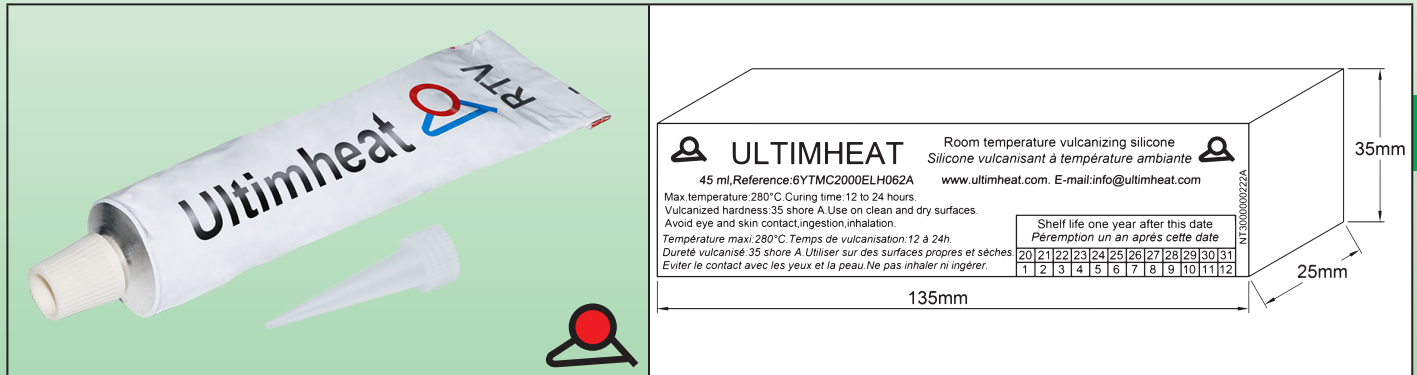 Ultimheat
RTV
ULTIMHEAT
Room temperature vulcanizing silicone
Silicone vulcanisant à température ambiante
45 ml,Reference:6YTMC2000ELH062A
www.ultimheat.com. E-mail:info@ultimheat.com
Max.temperature:280°C.Curing time:12 to 24 hours.
Vulcanized hardness:35 shore A.Use on clean and dry surfaces.
Avoid eye and skin contact,ingestion,inhalation.
Température maxi:280°C.Temps de vulcanisation:12 à 24h.
Dureté vulcanisé:35 shore A.Utiliser sur des surfaces propres et sèches.
Eviter le contact avec les yeux et la peau.Ne pas inhaler ni ingérer.
Shelf life one year after this date
Péremption un an après cette date
20 21 22 23 24 25 26 27 28 29 30 31
1 2 3 4 5 6 7 8 9 10 11 12
NT3000000222A
35mm
25mm
135mm